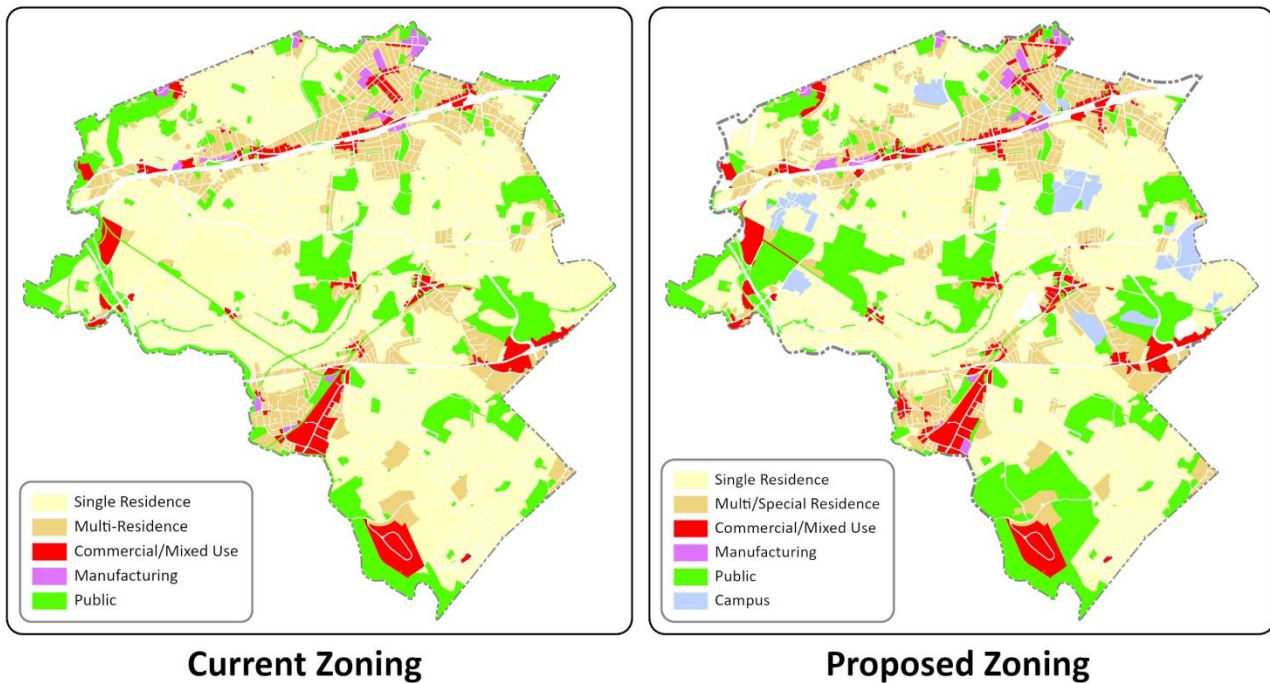 Single Residence
Multi-Residence
Commercial/Mixed Use
Manufacturing
Public
Current Zoning
Single Residence
Multi/Special Residence
Commercial/Mixed Use
Manufacturing
Public
Campus
Proposed Zoning